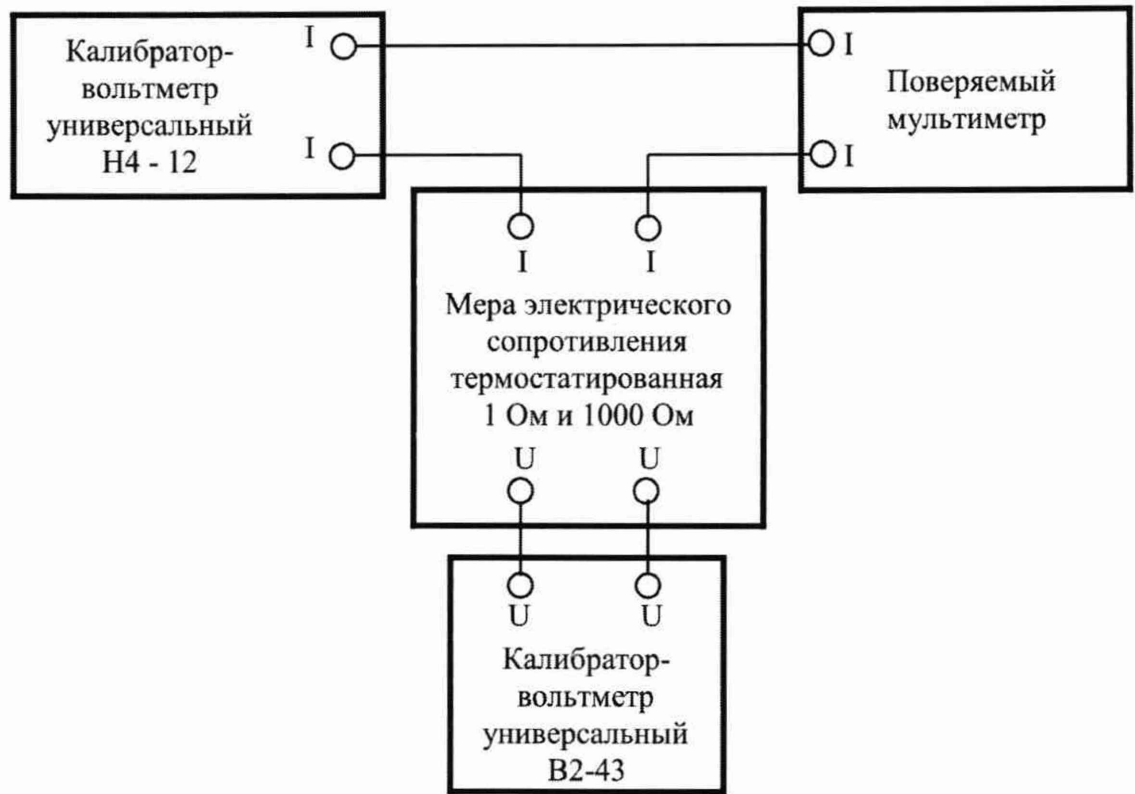 Калибратор-
вольтметр
универсальный
Н4 - 12
I
I
I
I
Поверяемый
мультиметр
I
I
Мера электрического
сопротивления
термостатированная
1 Ом и 1000 Ом
U
U
U
U
Калибратор-
вольтметр
универсальный
В2-43